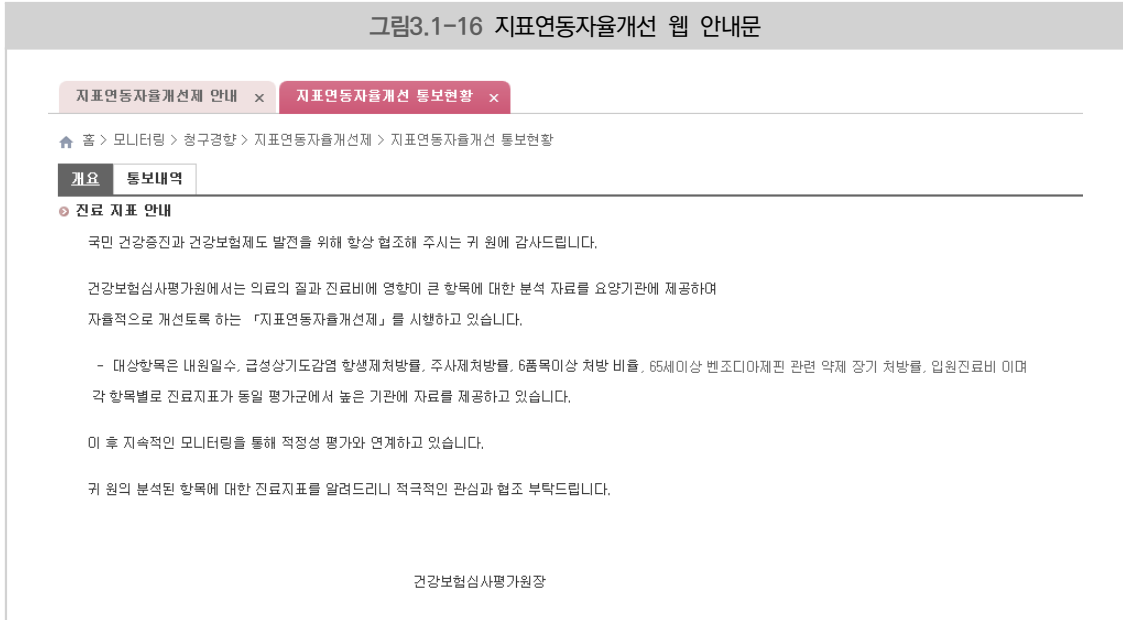 그림3.1-16 지표연동자율개선 웹 안내문
지표연동자율개선제 안내 x 지표연동자율개선 통보현황 x
홈 > 모니터링 > 청구경향 > 지표연동자율개선제 > 지표연동자율개선 통보현황
개요 통보내역
진료 지표 안내
국민 건강증진과 건강보험제도 발전을 위해 항상 협조해 주시는 귀 원에 감사드립니다.
건강보험심사평가원에서는 의료의 질과 진료비에 영향이 큰 항목에 대한 분석 자료를 요양기관에 제공하며
자율적으로 개선토록 하는 「지표연동자율개선제」를 시행하고 있습니다.
- 대상항목은 내원일수, 급성상기도감염 항생제처방률, 주사제처방률, 6품목이상 처방 비율, 65세이상 벤조디아제핀 관련 약제 장기 처방률, 입원진료비 이며
각 항목별로 진료지표가 동일 평가군에서 높은 기관에 자료를 제공하고 있습니다.
이 후 지속적인 모니터링을 통해 적정성 평가와 연계하고 있습니다.
귀 원의 분석된 항목에 대한 진료지표를 알려드리니 적극적인 관심과 협조 부탁드립니다.
건강보험심사평가원장